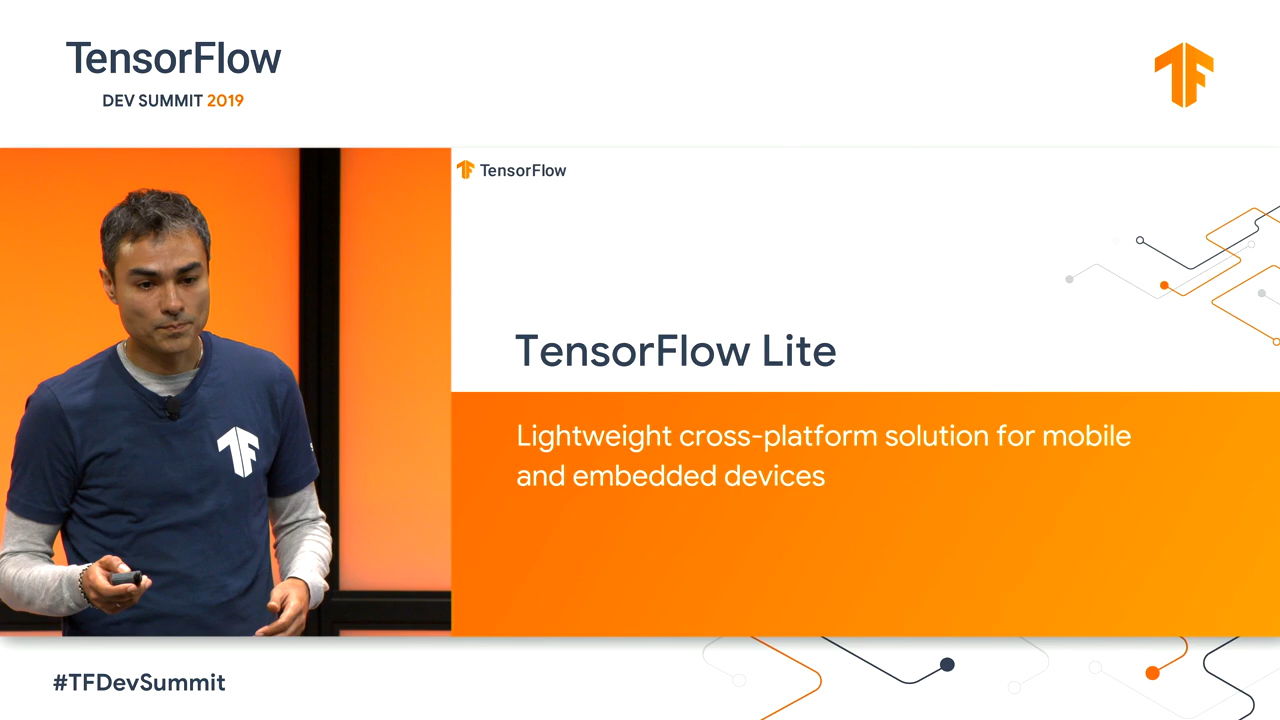 TensorFlow
DEV SUMMIT 2019
TensorFlow
TensorFlow Lite
Lightweight cross-platform solution for mobile
and embedded devices
#TFDevSummit